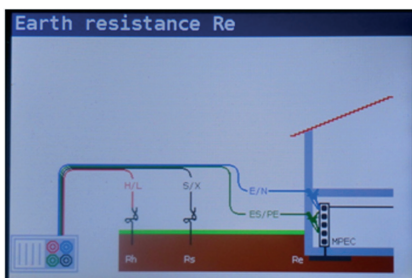 Earth resistance Re
H/L
S/X
E/N
ES/PE
MPEC
Rh
Rs
Re